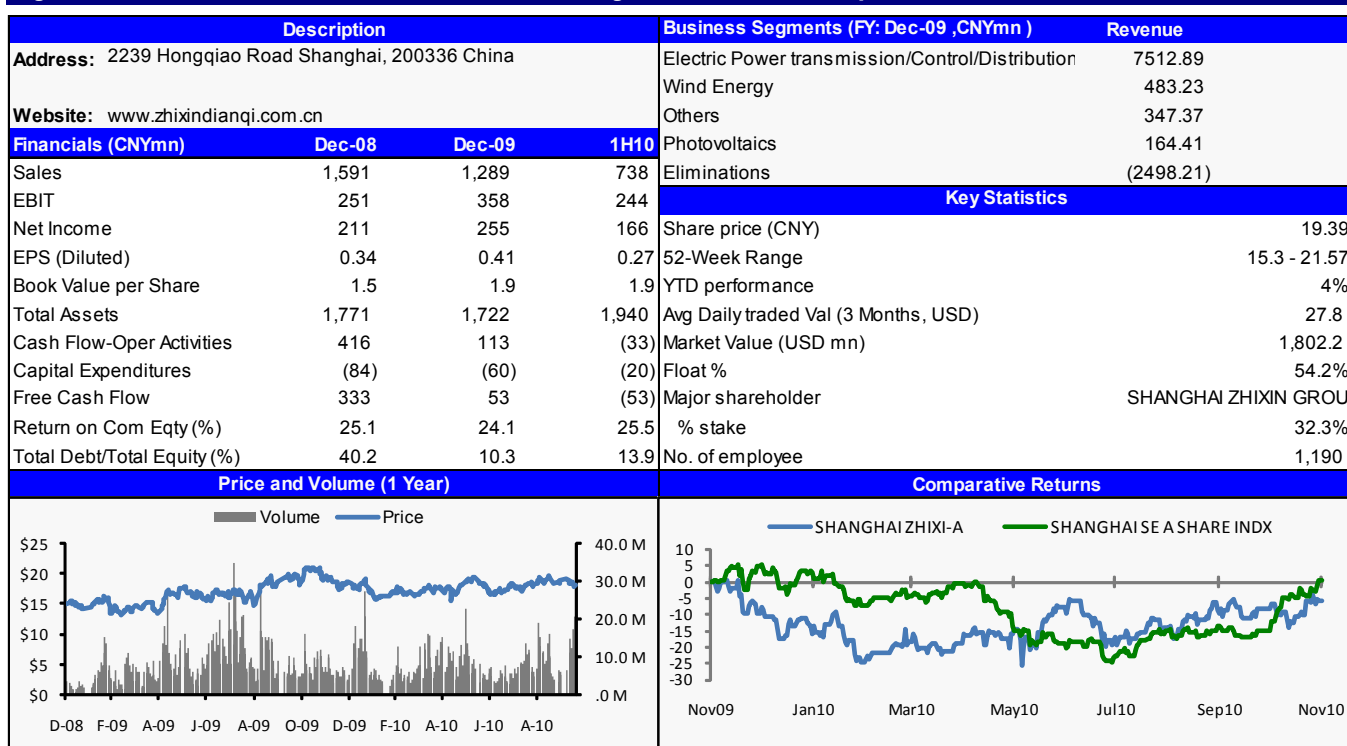 Description
Address: 2239 Hongqiao Road Shanghai, 200336 China
Website: www.zhixindianqi.com.cn
Financials (CNYmn) Dec-08 Dec-09 1H10
Sales 1,591 1,289 738
EBIT 251 358 244
Net Income 211 255 166
EPS (Diluted) 0.34 0.41 0.27
Book Value per Share 1.5 1.9 1.9
Total Assets 1,771 1,722 1,940
Cash Flow-Oper Activities 416 113 (33)
Capital Expenditures (84) (60) (20)
Free Cash Flow 333 53 (53)
Return on Com Eqty (%) 25.1 24.1 25.5
Total Debt/Total Equity (%) 40.2 10.3 13.9
Business Segments (FY: Dec-09 ,CNYmn ) Revenue
Electric Power transmission/Control/Distribution 7512.89
Wind Energy 483.23
Others 347.37
Photovoltaics 164.41
Eliminations (2498.21)
Key Statistics
Share price (CNY) 19.39
52-Week Range 15.3 - 21.57
YTD performance 4%
Avg Daily traded Val (3 Months, USD) 27.8
Market Value (USD mn) 1,802.2
Float % 54.2%
Major shareholder SHANGHAI ZHIXIN GROU
% stake 32.3%
No. of employee 1,190
Price and Volume (1 Year)
Volume Price
$25 40.0 M
$20 30.0 M
$15 20.0 M
$10
$5 10.0 M
$0 .0 M
D-08 F-09 A-09 J-09 A-09 O-09 D-09 F-10 A-10 J-10 A-10
Comparative Returns
SHANGHAI ZHIXI-A SHANGHAI SE A SHARE INDX
10
5
0
-5
-10
-15
-20
-25
-30
Nov09 Jan10 Mar10 May10 Jul10 Sep10 Nov10